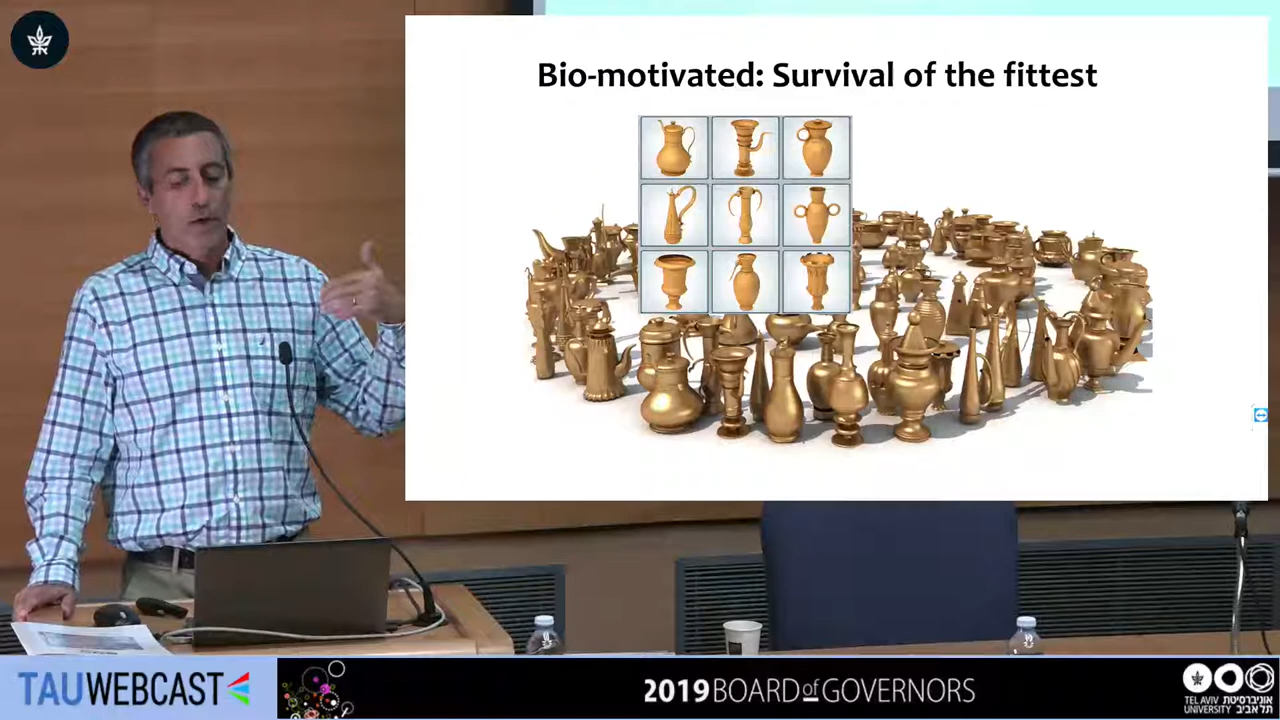 Bio-motivated: Survival of the fittest
TAUWEBCAST
2019 BOARD of GOVERNORS
TEL AVIV אוניברסיטת
UNIVERSITY תל אביב